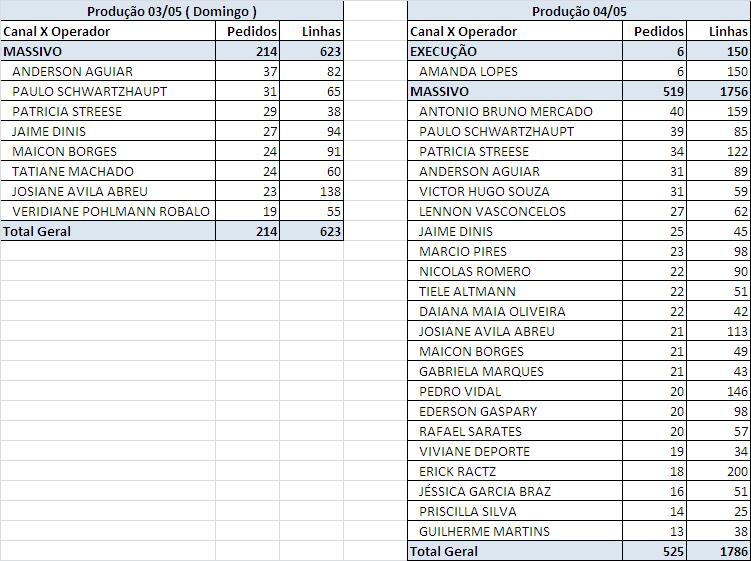 Produção 03/05 ( Domingo )
Canal X Operador Pedidos Linhas
MASSIVO 214 623
ANDERSON AGUIAR 37 82
PAULO SCHWARTZHAUPT 31 65
PATRICIA STREESE 29 38
JAIME DINIS 27 94
MAICON BORGES 24 91
TATIANE MACHADO 24 60
JOSIANE AVILA ABREU 23 138
VERIDIANE POHLMANN ROBALO 19 55
Total Geral 214 623
Produção 04/05
Canal X Operador Pedidos Linhas
EXECUÇÃO 6 150
AMANDA LOPES 6 150
MASSIVO 519 1756
ANTONIO BRUNO MERCADO 40 159
PAULO SCHWARTZHAUPT 39 85
PATRICIA STREESE 34 122
ANDERSON AGUIAR 31 89
VICTOR HUGO SOUZA 31 59
LENNON VASCONCELOS 27 62
JAIME DINIS 25 45
MARCIO PIRES 23 98
NICOLAS ROMERO 22 90
TIELE ALTMANN 22 51
DAIANA MAIA OLIVEIRA 22 42
JOSIANE AVILA ABREU 21 113
MAICON BORGES 21 49
GABRIELA MARQUES 21 43
PEDRO VIDAL 20 146
EDERSON GASPARY 20 98
RAFAEL SARATES 20 57
VIVIANE DEPORTE 19 34
ERICK RACTZ 18 200
JÉSSICA GARCIA BRAZ 16 51
PRISCILLA SILVA 14 25
GUILHERME MARTINS 13 38
Total Geral 525 1786